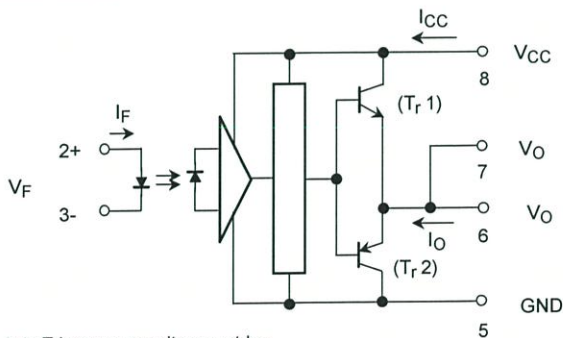 ICC
VCC
8
(Tr 1)
IF
2+
7
VO
VF
3-
VO
6
IO
(Tr 2)
GND
5